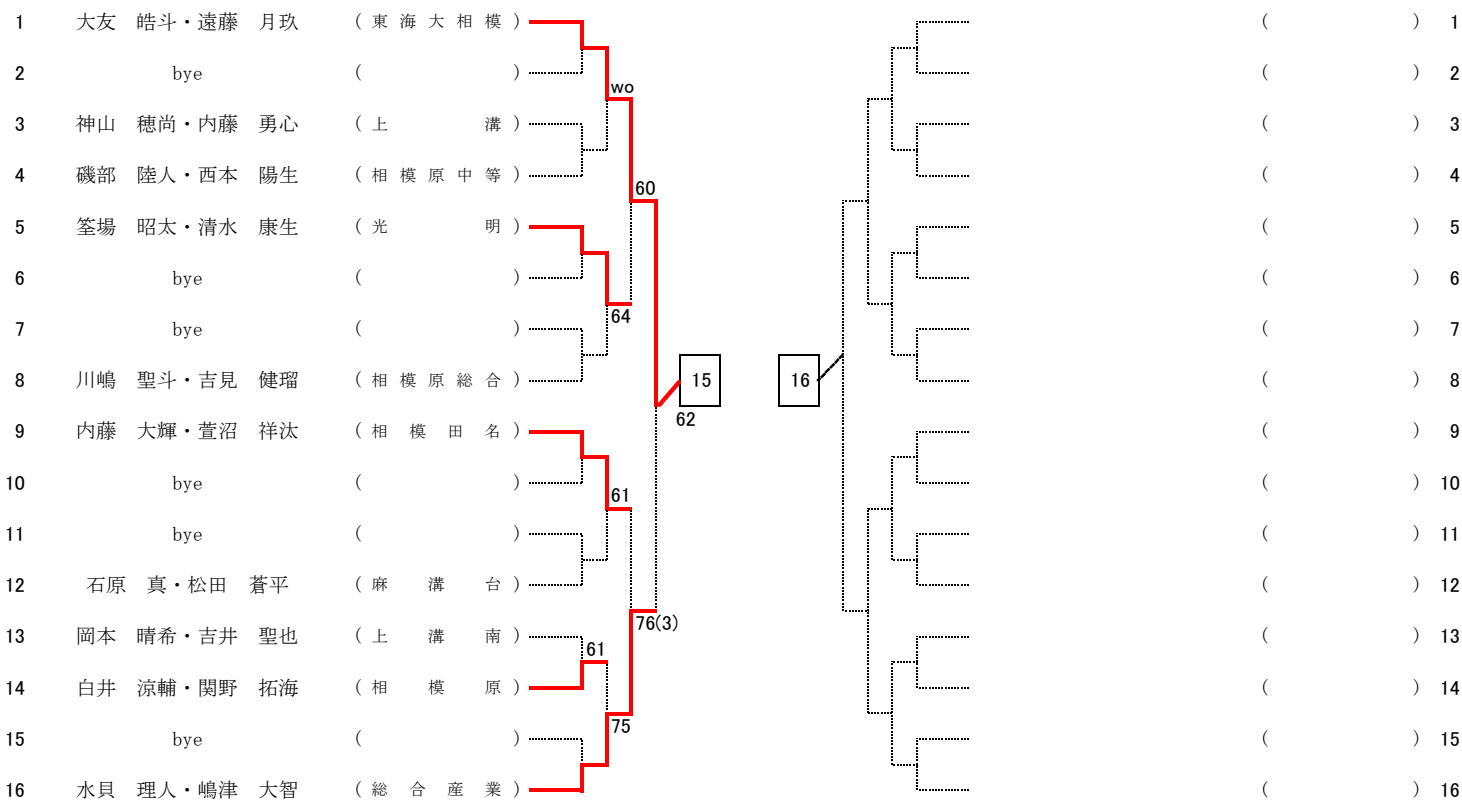 1 大友 皓斗・遠藤 月玖 (東海大相模) ( ) 1
2 bye ( ) ( ) 2
wo
3 神山 穂尚・内藤 勇心 (上溝) ( ) 3
4 磯部 陸人・西本 陽生 (相模原中等) ( ) 4
60
5 筌場 昭太・清水 康生 (光明) ( ) 5
6 bye ( ) ( ) 6
64
7 bye ( ) ( ) 7
8 川嶋 聖斗・吉見 健瑠 (相模原総合) 15 16 ( ) 8
62
9 内藤 大輝・萱沼 祥汰 (相模田名) ( ) 9
10 bye ( ) ( ) 10
61
11 bye ( ) ( ) 11
12 石原 真・松田 蒼平 (麻溝台) ( ) 12
76(3)
13 岡本 晴希・吉井 聖也 (上溝南) ( ) 13
61
14 白井 涼輔・関野 拓海 (相模原) ( ) 14
75
15 bye ( ) ( ) 15
16 水貝 理人・嶋津 大智 (総合産業) ( ) 16